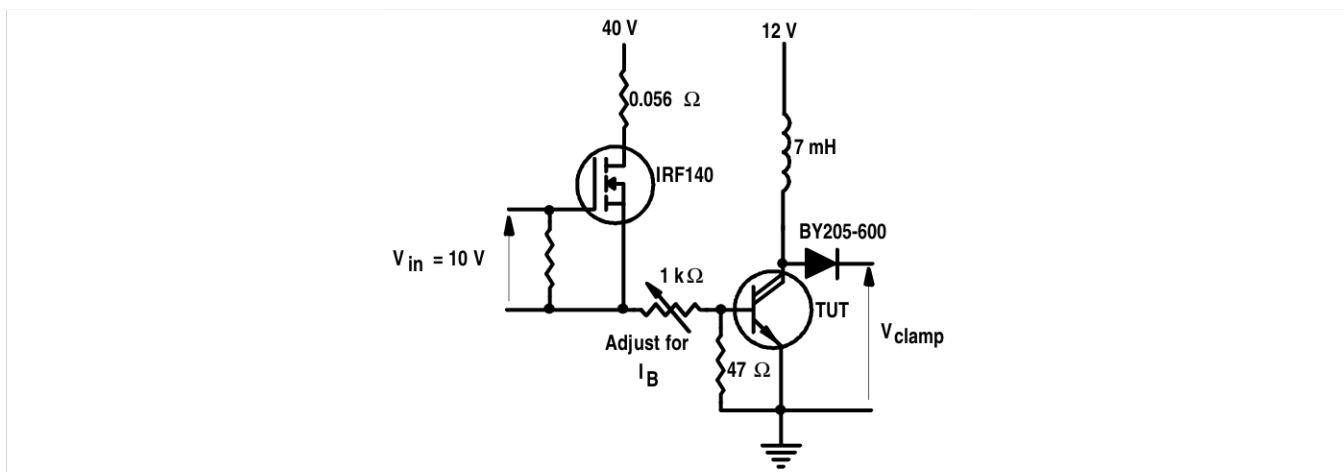 40 V
12 V
0.056 Ω
7 mH
IRF140
BY205-600
V in = 10 V
1 kΩ
TUT
Adjust for
I B
V clamp
47 Ω